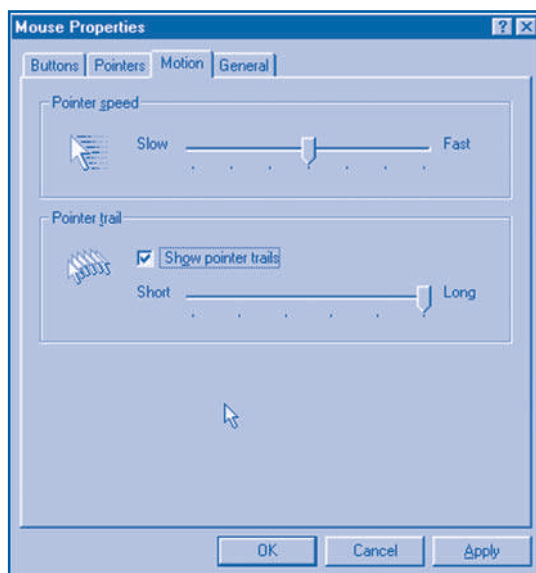 Mouse Properties
Buttons Pointers Motion General
Pointer speed
Slow Fast
Pointer trail
Show pointer trails
Short Long
OK Cancel Apply